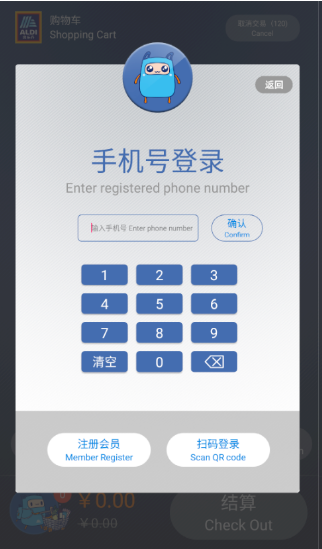 ALDI
购物车
Shopping Cart
取消交易 (120)
Cancel
返回
手机号登录
Enter registered phone number
输入手机号 Enter phone number
确认
Confirm
1 2 3
4 5 6
7 8 9
清空 0
注册会员
Member Register
扫码登录
Scan QR code
0
￥0.00
￥0.00
结算
Check Out